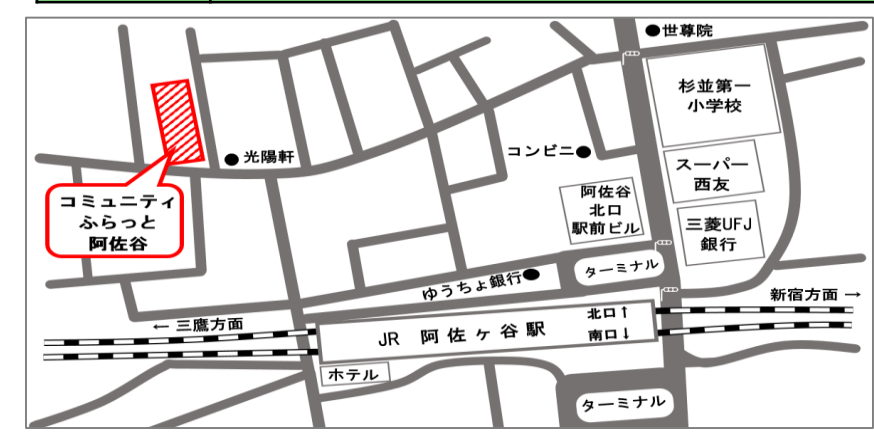 世尊院
杉並第一
小学校
光陽軒
コンビニ
スーパー
西友
コミュニティ
ふらっと
阿佐谷
阿佐谷
北口
駅前ビル
三菱UFJ
銀行
ターミナル
ゆうちょ銀行
新宿方面 →
← 三鷹方面
北口↑
JR 阿佐ヶ谷駅
南口↓
ホテル
ターミナル